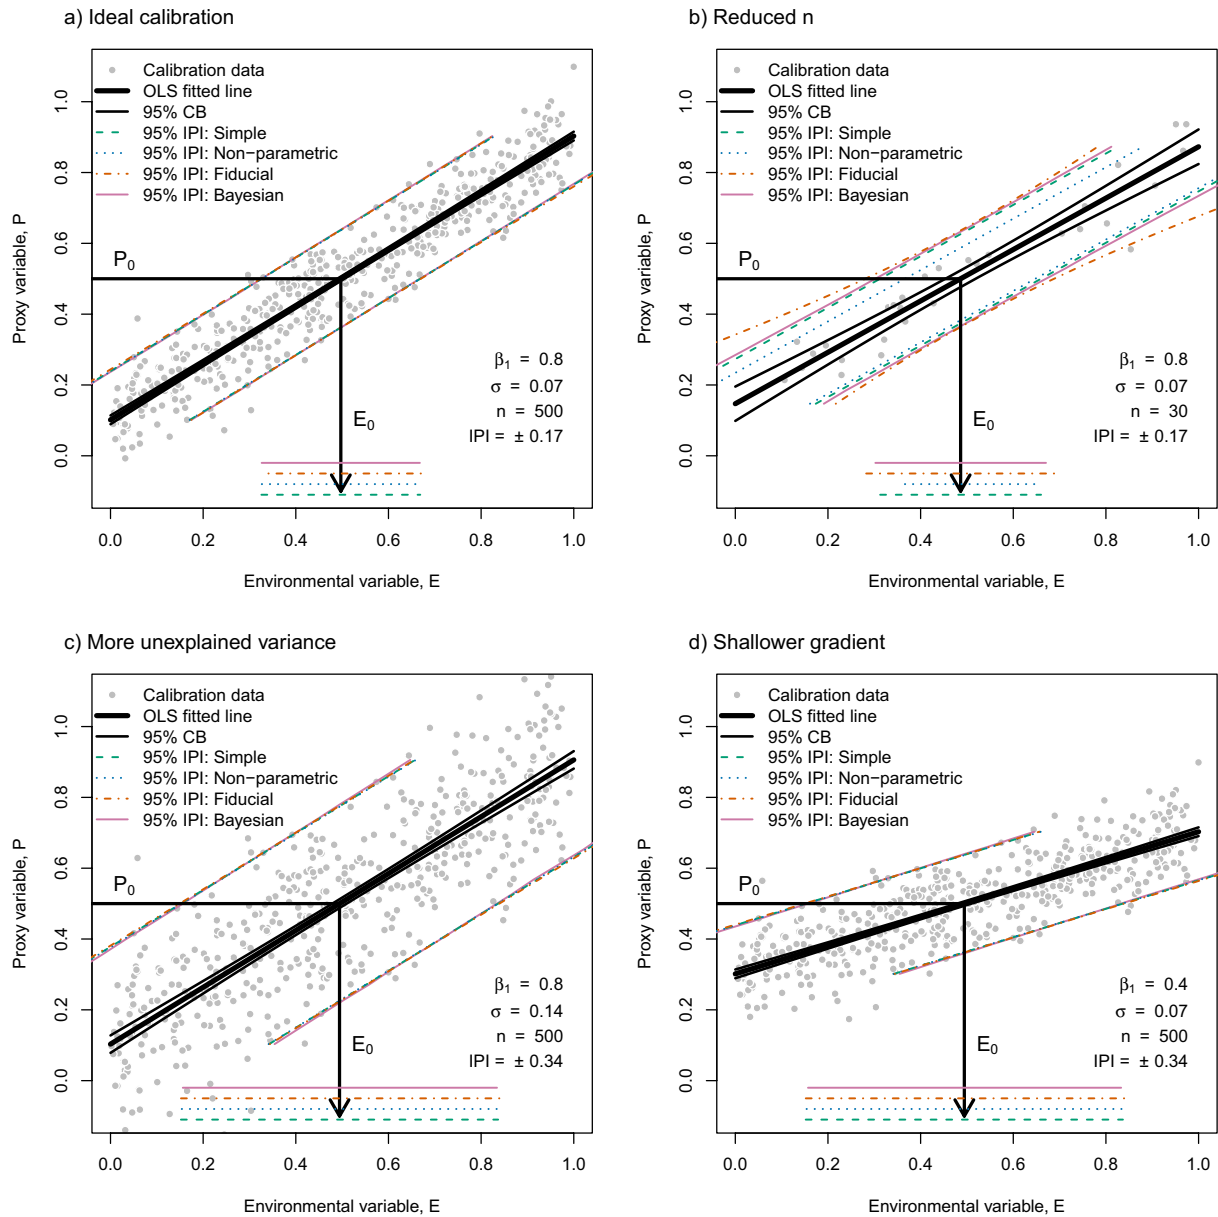 a) Ideal calibration
Calibration data
OLS fitted line
95% CB
95% IPI: Simple
95% IPI: Non−parametric
95% IPI: Fiducial
95% IPI: Bayesian
P0
E0
β1 = 0.8
σ = 0.07
n = 500
IPI = ± 0.17
Proxy variable, P
0.0 0.2 0.4 0.6 0.8 1.0
0.0 0.2 0.4 0.6 0.8 1.0
Environmental variable, E
b) Reduced n
Calibration data
OLS fitted line
95% CB
95% IPI: Simple
95% IPI: Non−parametric
95% IPI: Fiducial
95% IPI: Bayesian
P0
E0
β1 = 0.8
σ = 0.07
n = 30
IPI = ± 0.17
Proxy variable, P
0.0 0.2 0.4 0.6 0.8 1.0
0.0 0.2 0.4 0.6 0.8 1.0
Environmental variable, E
c) More unexplained variance
Calibration data
OLS fitted line
95% CB
95% IPI: Simple
95% IPI: Non−parametric
95% IPI: Fiducial
95% IPI: Bayesian
P0
E0
β1 = 0.8
σ = 0.14
n = 500
IPI = ± 0.34
Proxy variable, P
0.0 0.2 0.4 0.6 0.8 1.0
0.0 0.2 0.4 0.6 0.8 1.0
Environmental variable, E
d) Shallower gradient
Calibration data
OLS fitted line
95% CB
95% IPI: Simple
95% IPI: Non−parametric
95% IPI: Fiducial
95% IPI: Bayesian
P0
E0
β1 = 0.4
σ = 0.07
n = 500
IPI = ± 0.34
Proxy variable, P
0.0 0.2 0.4 0.6 0.8 1.0
0.0 0.2 0.4 0.6 0.8 1.0
Environmental variable, E